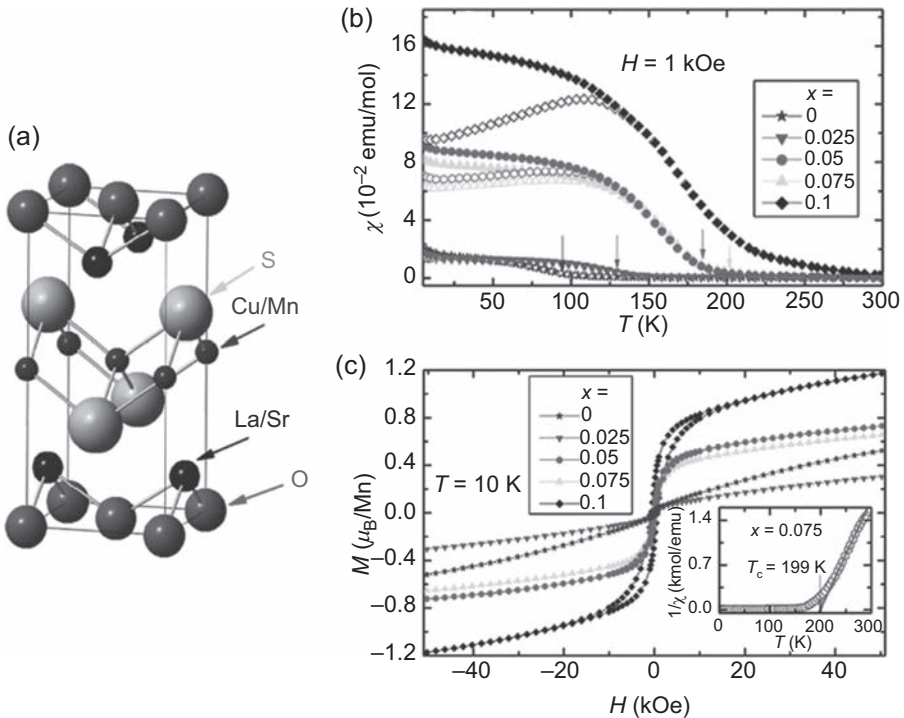 (a)
S
Cu/Mn
La/Sr
O
(b)
χ (10⁻² emu/mol)
16
12
8
4
0
H = 1 kOe
x =
0
0.025
0.05
0.075
0.1
50 100 150 200 250 300
T (K)
(c)
M (μB/Mn)
1.2
0.8
0.4
0.0
−0.4
−0.8
−1.2
x =
0
0.025
0.05
0.075
0.1
T = 10 K
1/χ (kmol/emu)
1.4
0.7
0.0
x = 0.075
Tc = 199 K
0 100 200 300
T (K)
−40 −20 0 20 40
H (kOe)